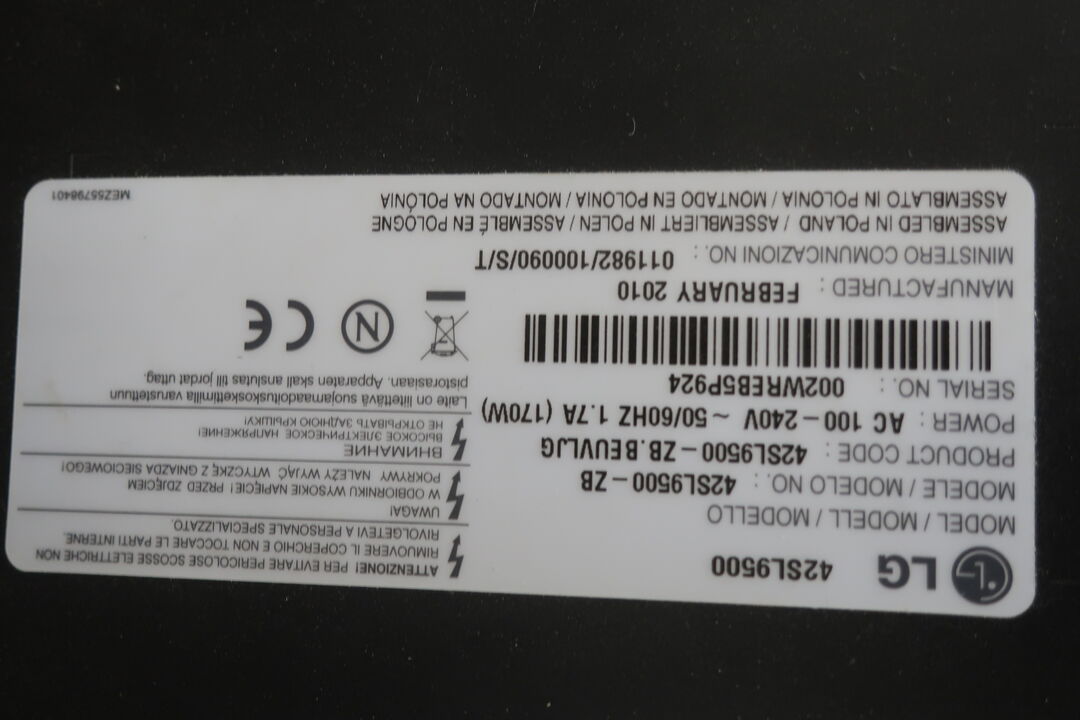 LG 42SL9500
MODEL / MODELL / MODELLO
MODELE / MODELO NO. : 42SL9500-ZB
PRODUCT CODE : 42SL9500-ZB.BEUVLJG
POWER : AC 100-240V ~ 50/60HZ 1.7A (170W)
SERIAL NO. : 002WREB5P924
MANUFACTURED : FEBRUARY 2010
MINISTERO COMUNICAZIONI NO. : 011982/100090/S/T
ASSEMBLED IN POLAND / ASSEMBLIERT IN POLEN / ASSEMBLÉ EN POLOGNE
ASSEMBLATO IN POLONIA / MONTADO EN POLONIA / MONTADO NA POLÓNIA
ATTENZIONE! PER EVITARE PERICOLOSE SCOSSE ELETTRICHE NON
RIMUOVERE IL COPERCHIO E NON TOCCARE LE PARTI INTERNE.
RIVOLGETEVI A PERSONALE SPECIALIZZATO.
UWAGA!
W ODBIORNIKU WYSOKIE NAPIĘCIE! PRZED ZDJĘCIEM
POKRYWY NALEŻY WYJĄĆ WTYCZKĘ Z GNIAZDA SIECIOWEGO!
ВНИМАНИЕ
ВЫСОКОЕ ЭЛЕКТРИЧЕСКОЕ НАПРЯЖЕНИЕ!
НЕ ОТКРЫВАТЬ ЗАДНЮЮ КРЫШКУ!
Laite on liitettävä suojamaadoituskoskettimilla varustettuun
pistorasiaan. Apparaten skall anslutas till jordat uttag.
N CE
MEZ55798401